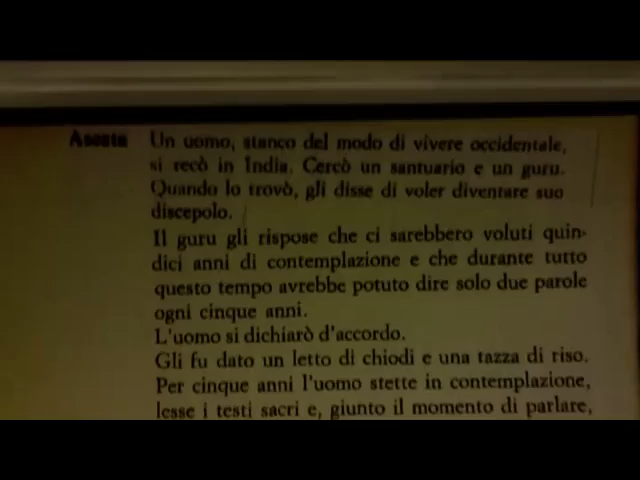 Asceta Un uomo, stanco del modo di vivere occidentale,
si recò in India. Cercò un santuario e un guru.
Quando lo trovò, gli disse di voler diventare suo
discepolo.
Il guru gli rispose che ci sarebbero voluti quin-
dici anni di contemplazione e che durante tutto
questo tempo avrebbe potuto dire solo due parole
ogni cinque anni.
L'uomo si dichiarò d'accordo.
Gli fu dato un letto di chiodi e una tazza di riso.
Per cinque anni l'uomo stette in contemplazione,
lesse i testi sacri e, giunto il momento di parlare,